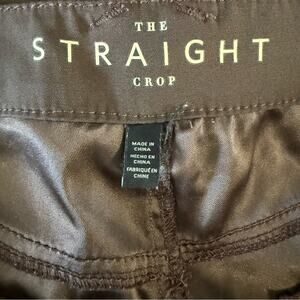 THE
STRAIGHT
CROP
MADE IN
CHINA
HECHO EN
CHINA
FABRIQUÉ EN
CHINE